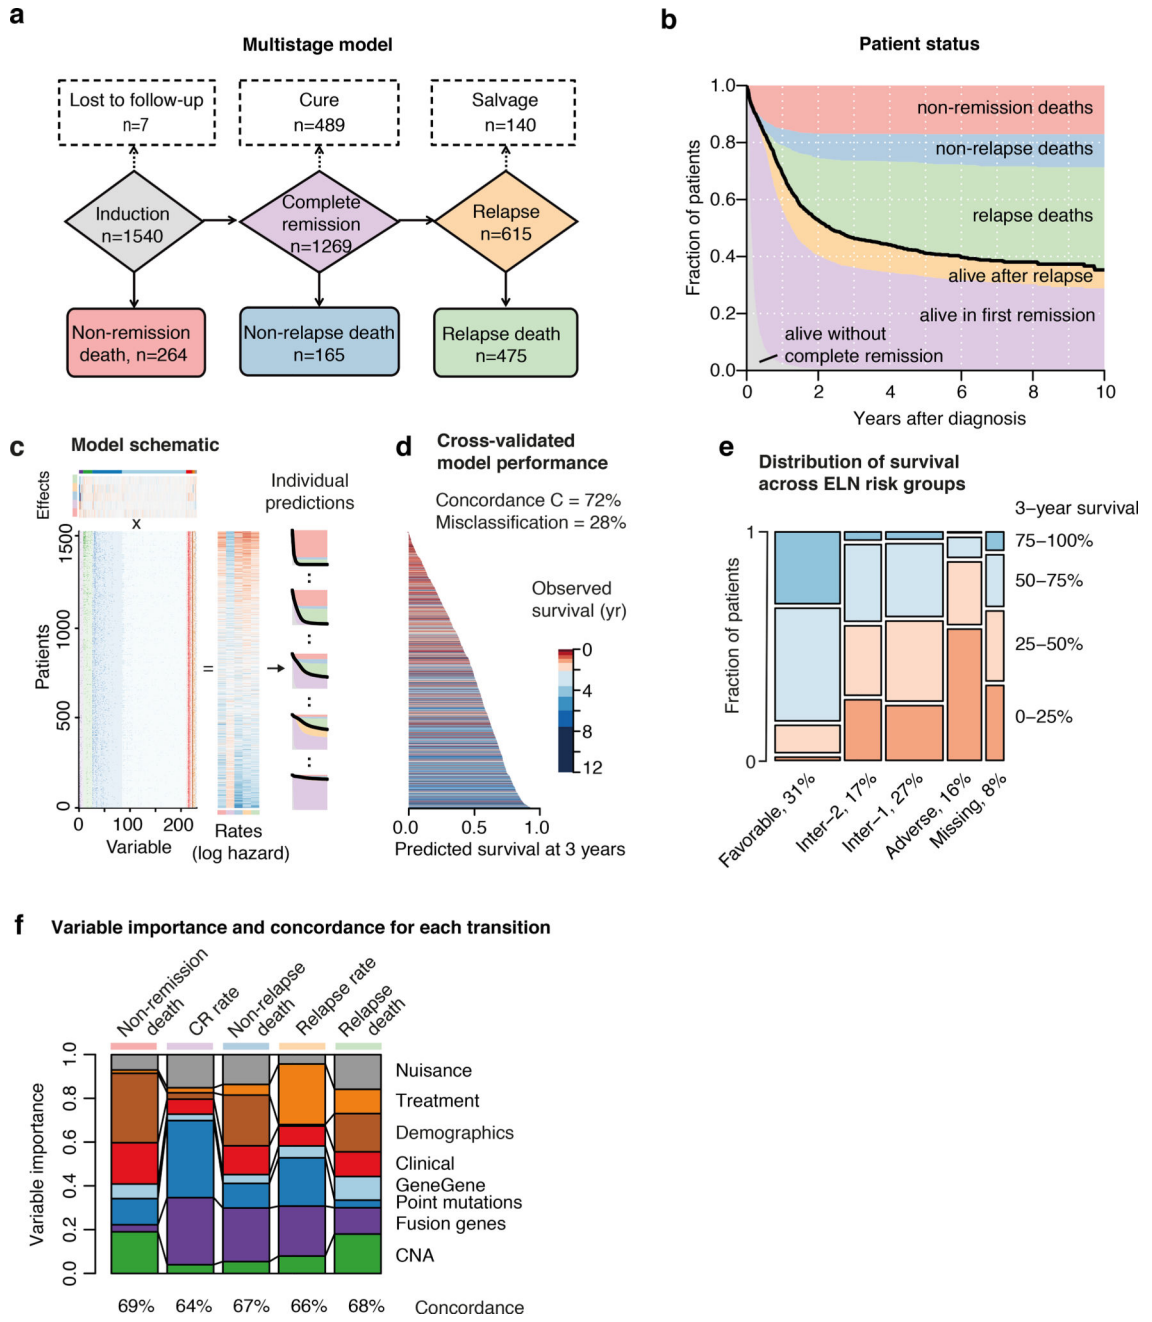 a
Multistage model
Lost to follow-up
n=7
Cure
n=489
Salvage
n=140
Induction
n=1540
Complete
remission
n=1269
Relapse
n=615
Non-remission
death, n=264
Non-relapse death
n=165
Relapse death
n=475
b
Patient status
Fraction of patients
1.0
0.8
0.6
0.4
0.2
0.0
non-remission deaths
non-relapse deaths
relapse deaths
alive after relapse
alive in first remission
alive without
complete remission
0 2 4 6 8 10
Years after diagnosis
c
Model schematic
Effects
x
Individual
predictions
Patients
1500
1000
500
0
=
:
:
:
:
0 100 200
Variable
Rates
(log hazard)
d
Cross-validated
model performance
Concordance C = 72%
Misclassification = 28%
Observed
survival (yr)
0
4
8
12
0.0 0.5 1.0
Predicted survival at 3 years
e
Distribution of survival
across ELN risk groups
3–year survival
75–100%
50–75%
25–50%
0–25%
Fraction of patients
1
0
Favorable, 31%
Inter–2, 17%
Inter–1, 27%
Adverse, 16%
Missing, 8%
f
Variable importance and concordance for each transition
Non-remission
death
CR rate
Non-relapse
death
Relapse rate
Relapse
death
Variable importance
1.0
0.8
0.6
0.4
0.2
0.0
Nuisance
Treatment
Demographics
Clinical
GeneGene
Point mutations
Fusion genes
CNA
69% 64% 67% 66% 68% Concordance